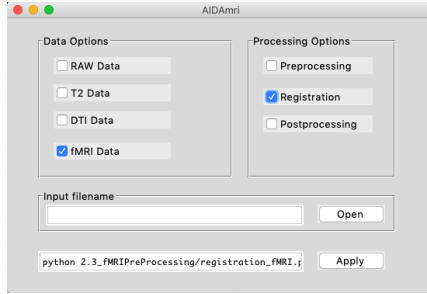 AIDAmri
Data Options
RAW Data
T2 Data
DTI Data
fMRI Data
Processing Options
Preprocessing
Registration
Postprocessing
Input filename
Open
python 2.3_fMRIPreProcessing/registration_fMRI.p
Apply